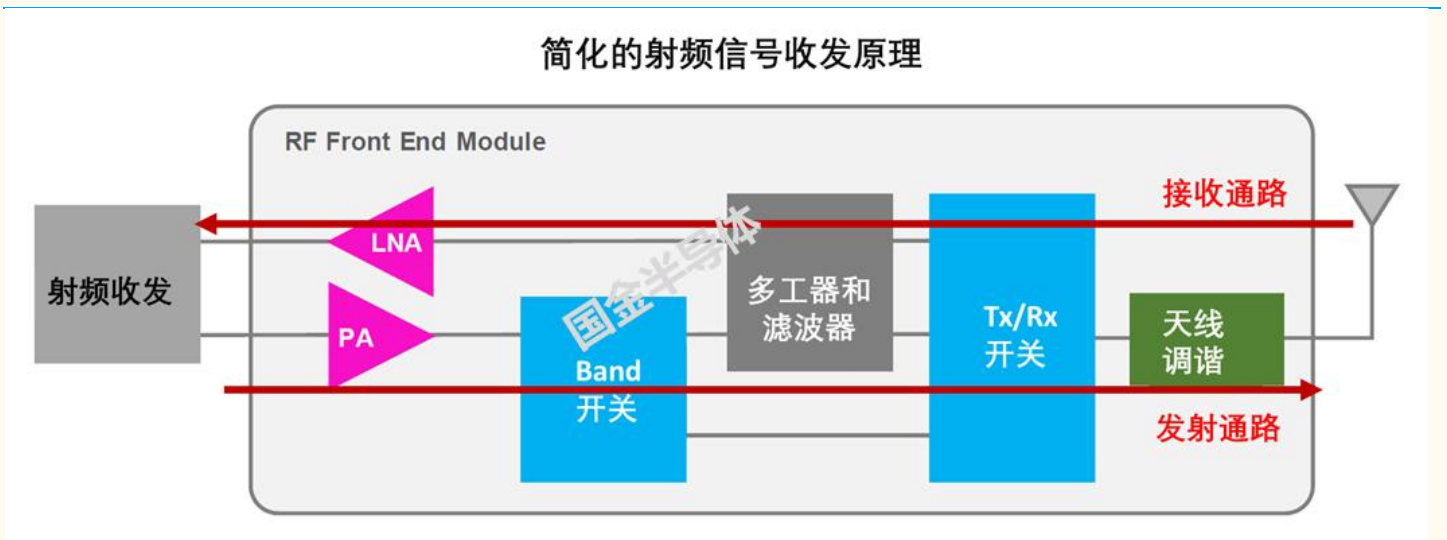 简化的射频信号收发原理
RF Front End Module
接收通路
LNA
射频收发
PA
Band
开关
多工器和
滤波器
Tx/Rx
开关
天线
调谐
发射通路
国金半导体